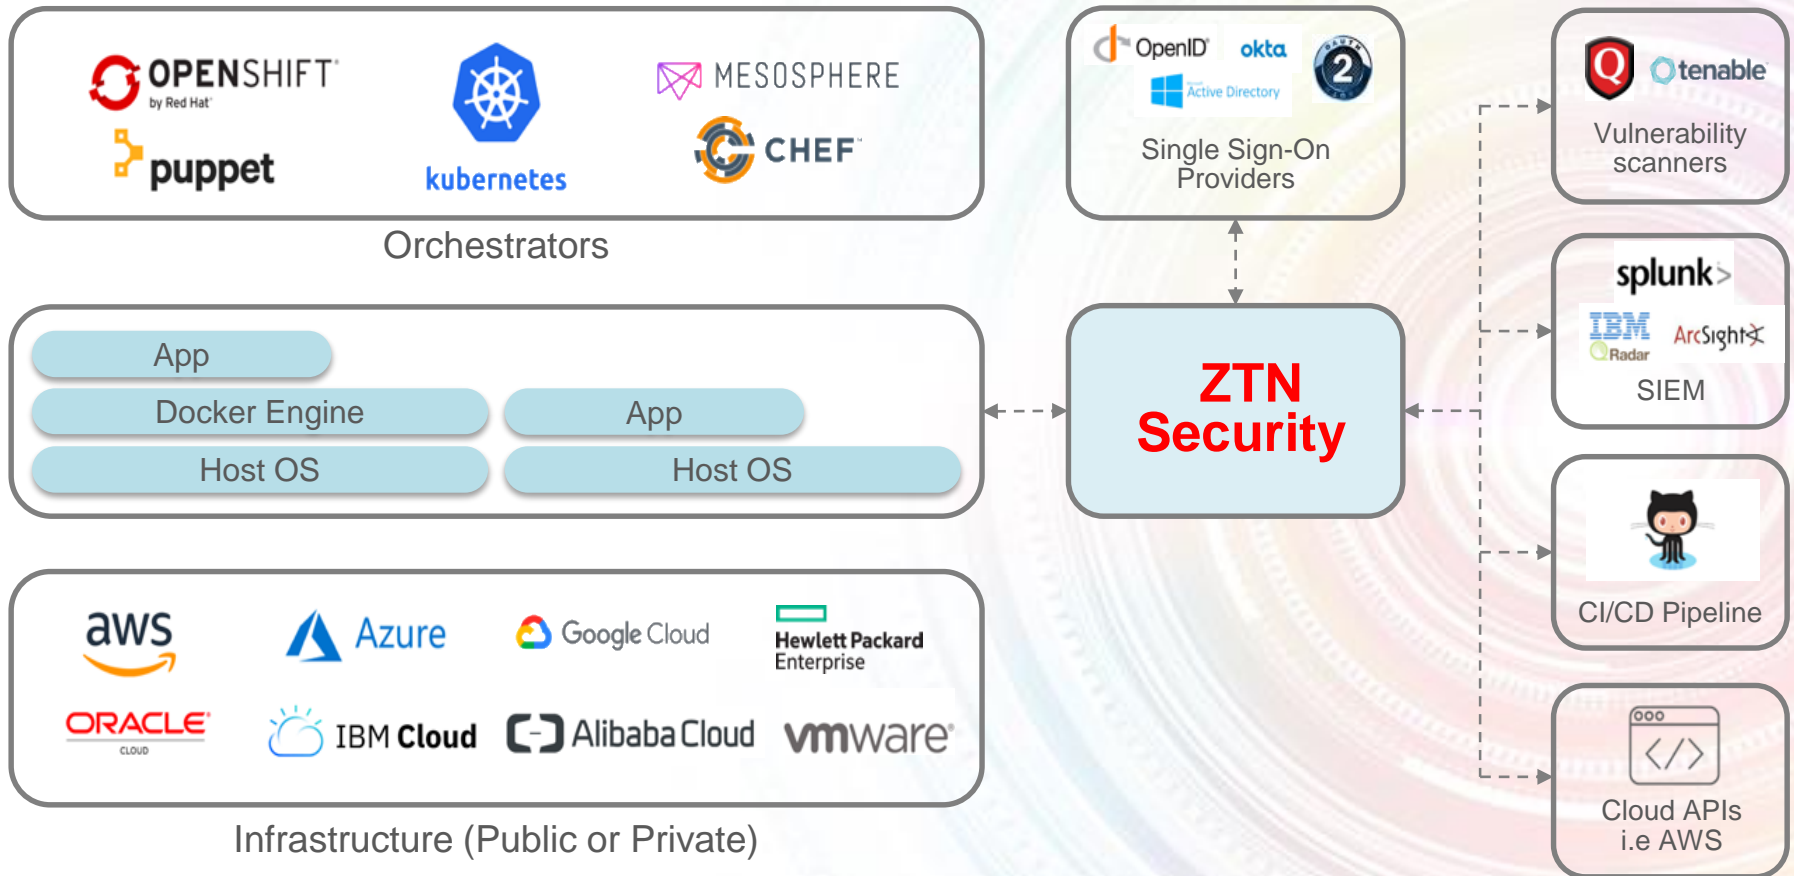 OPENSHIFT
by Red Hat
puppet
kubernetes
MESOSPHERE
CHEF
Orchestrators
OpenID
okta
OAUTH
2
Active Directory
Single Sign-On
Providers
Q
tenable
Vulnerability
scanners
App
Docker Engine
Host OS
App
Host OS
ZTN
Security
splunk>
IBM
QRadar
ArcSight
SIEM
CI/CD Pipeline
aws
Azure
Google Cloud
Hewlett Packard
Enterprise
ORACLE
CLOUD
IBM Cloud
Alibaba Cloud
vmware
Infrastructure (Public or Private)
</>
Cloud APIs
i.e AWS